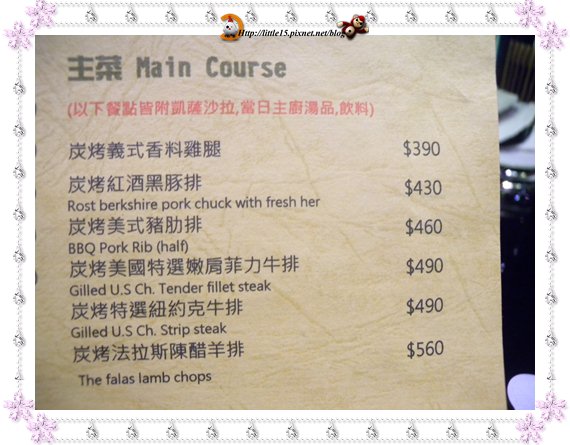 Http://little15.pixnet.net/blog
主菜 Main Course
(以下餐點皆附凱薩沙拉,當日主廚湯品,飲料)
炭烤義式香料雞腿 $390
炭烤紅酒黑豚排 $430
Rost berkshire pork chuck with fresh her
炭烤美式豬肋排 $460
BBQ Pork Rib (half)
炭烤美國特選嫩肩菲力牛排 $490
Gilled U.S Ch. Tender fillet steak
炭烤特選紐約克牛排 $490
Gilled U.S Ch. Strip steak
炭烤法拉斯陳醋羊排 $560
The falas lamb chops